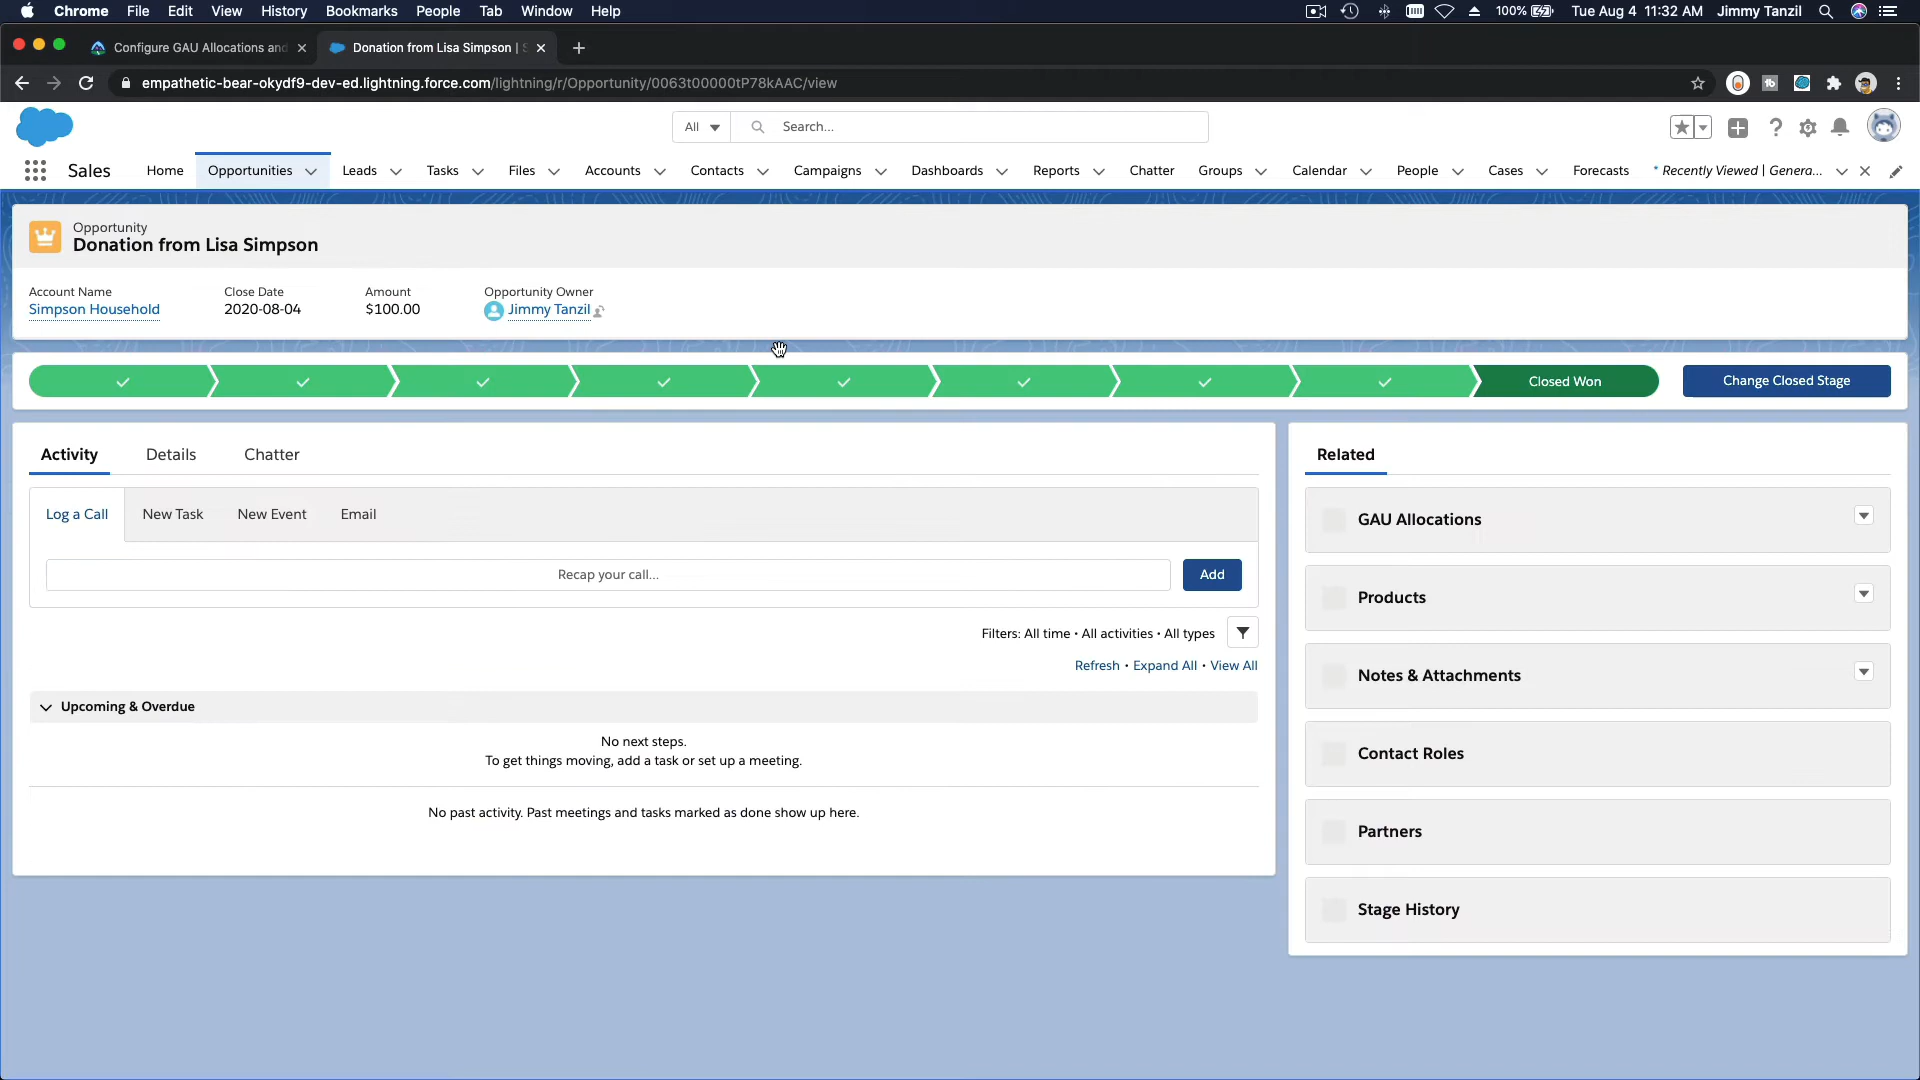 Chrome File Edit View History Bookmarks People Tab Window Help 100% Tue Aug 4 11:32 AM Jimmy Tanzil
Configure GAU Allocations and Donation from Lisa Simpson |
empathetic-bear-okydf9-dev-ed.lightning.force.com/lightning/r/Opportunity/0063t00000tP78kAAC/view
All Search...
Sales Home Opportunities Leads Tasks Files Accounts Contacts Campaigns Dashboards Reports Chatter Groups Calendar People Cases Forecasts * Recently Viewed | Genera...
Opportunity
Donation from Lisa Simpson
Account Name Close Date Amount Opportunity Owner
Simpson Household 2020-08-04 $100.00 Jimmy Tanzil
Closed Won Change Closed Stage
Activity Details Chatter
Log a Call New Task New Event Email
Recap your call... Add
Filters: All time • All activities • All types
Refresh • Expand All • View All
Upcoming & Overdue
No next steps.
To get things moving, add a task or set up a meeting.
No past activity. Past meetings and tasks marked as done show up here.
Related
GAU Allocations
Products
Notes & Attachments
Contact Roles
Partners
Stage History